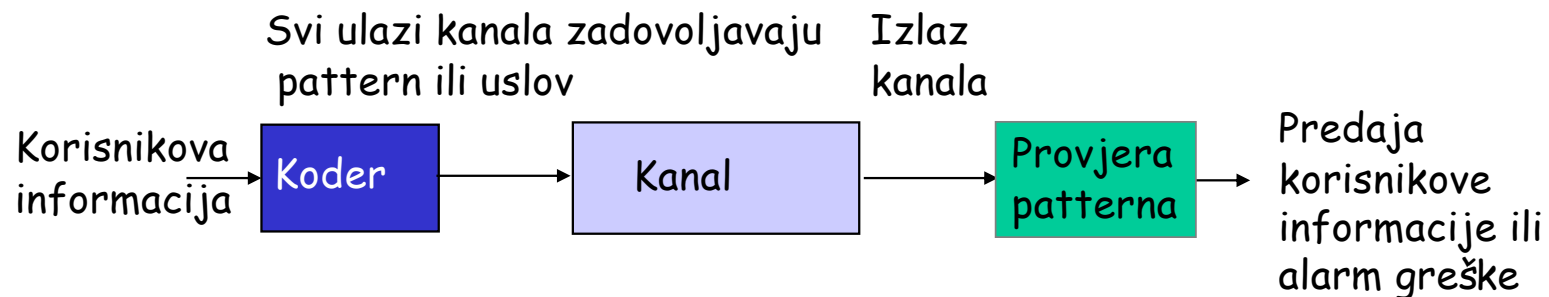 Svi ulazi kanala zadovoljavaju
pattern ili uslov
Izlaz
kanala
Korisnikova
informacija
Koder
Kanal
Provjera
patterna
Predaja
korisnikove
informacije ili
alarm greške